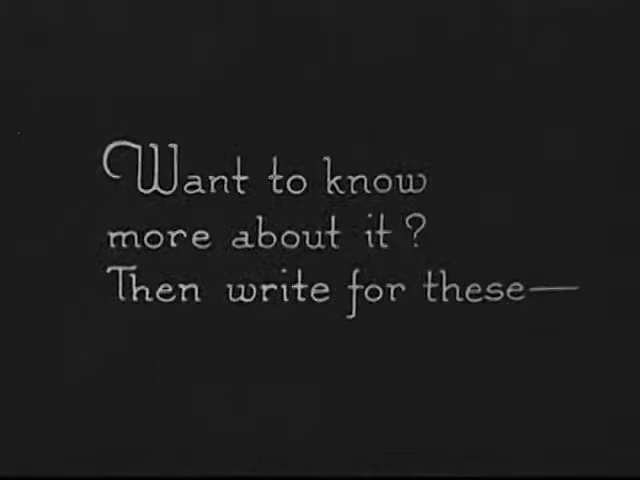 Want to know
more about it?
Then write for these—